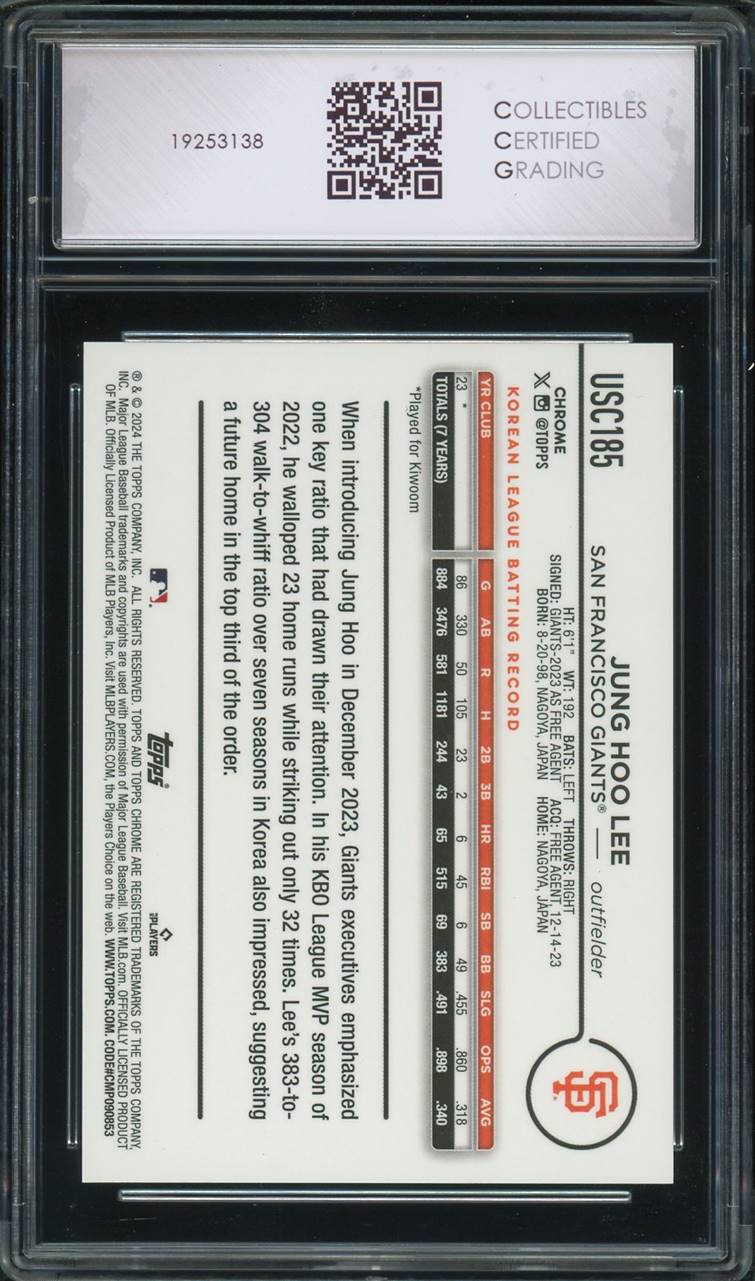 19253138
COLLECTIBLES
CERTIFIED
GRADING
USC185
JUNG HOO LEE
SAN FRANCISCO GIANTS® — outfielder
HT: 6'1" WT: 192 BATS: LEFT THROWS: RIGHT
SIGNED: GIANTS-2023 AS FREE AGENT ACQ: FREE AGENT, 12-14-23
BORN: 8-20-98, NAGOYA, JAPAN HOME: NAGOYA, JAPAN
CHROME
X @TOPPS
SF
KOREAN LEAGUE BATTING RECORD
YR CLUB G AB R H 2B 3B HR RBI SB BB SLG OPS AVG
23 * 86 330 50 105 23 2 6 45 6 49 .455 .860 .318
TOTALS (7 YEARS) 884 3476 581 1181 244 43 65 515 69 383 .491 .898 .340
*Played for Kiwoom
When introducing Jung Hoo in December 2023, Giants executives emphasized
one key ratio that had drawn their attention. In his KBO League MVP season of
2022, he walloped 23 home runs while striking out only 32 times. Lee's 383-to-
304 walk-to-whiff ratio over seven seasons in Korea also impressed, suggesting
a future home in the top third of the order.
topps®
PLAYERS
® & © 2024 THE TOPPS COMPANY, INC. ALL RIGHTS RESERVED. TOPPS AND TOPPS CHROME ARE REGISTERED TRADEMARKS OF THE TOPPS COMPANY,
INC. Major League Baseball trademarks and copyrights are used with permission of Major League Baseball. Visit MLB.com. OFFICIALLY LICENSED PRODUCT
OF MLB. Officially Licensed Product of MLB Players, Inc. Visit MLBPLAYERS.COM, the Players Choice on the web. WWW.TOPPS.COM. CODE#CMP090853